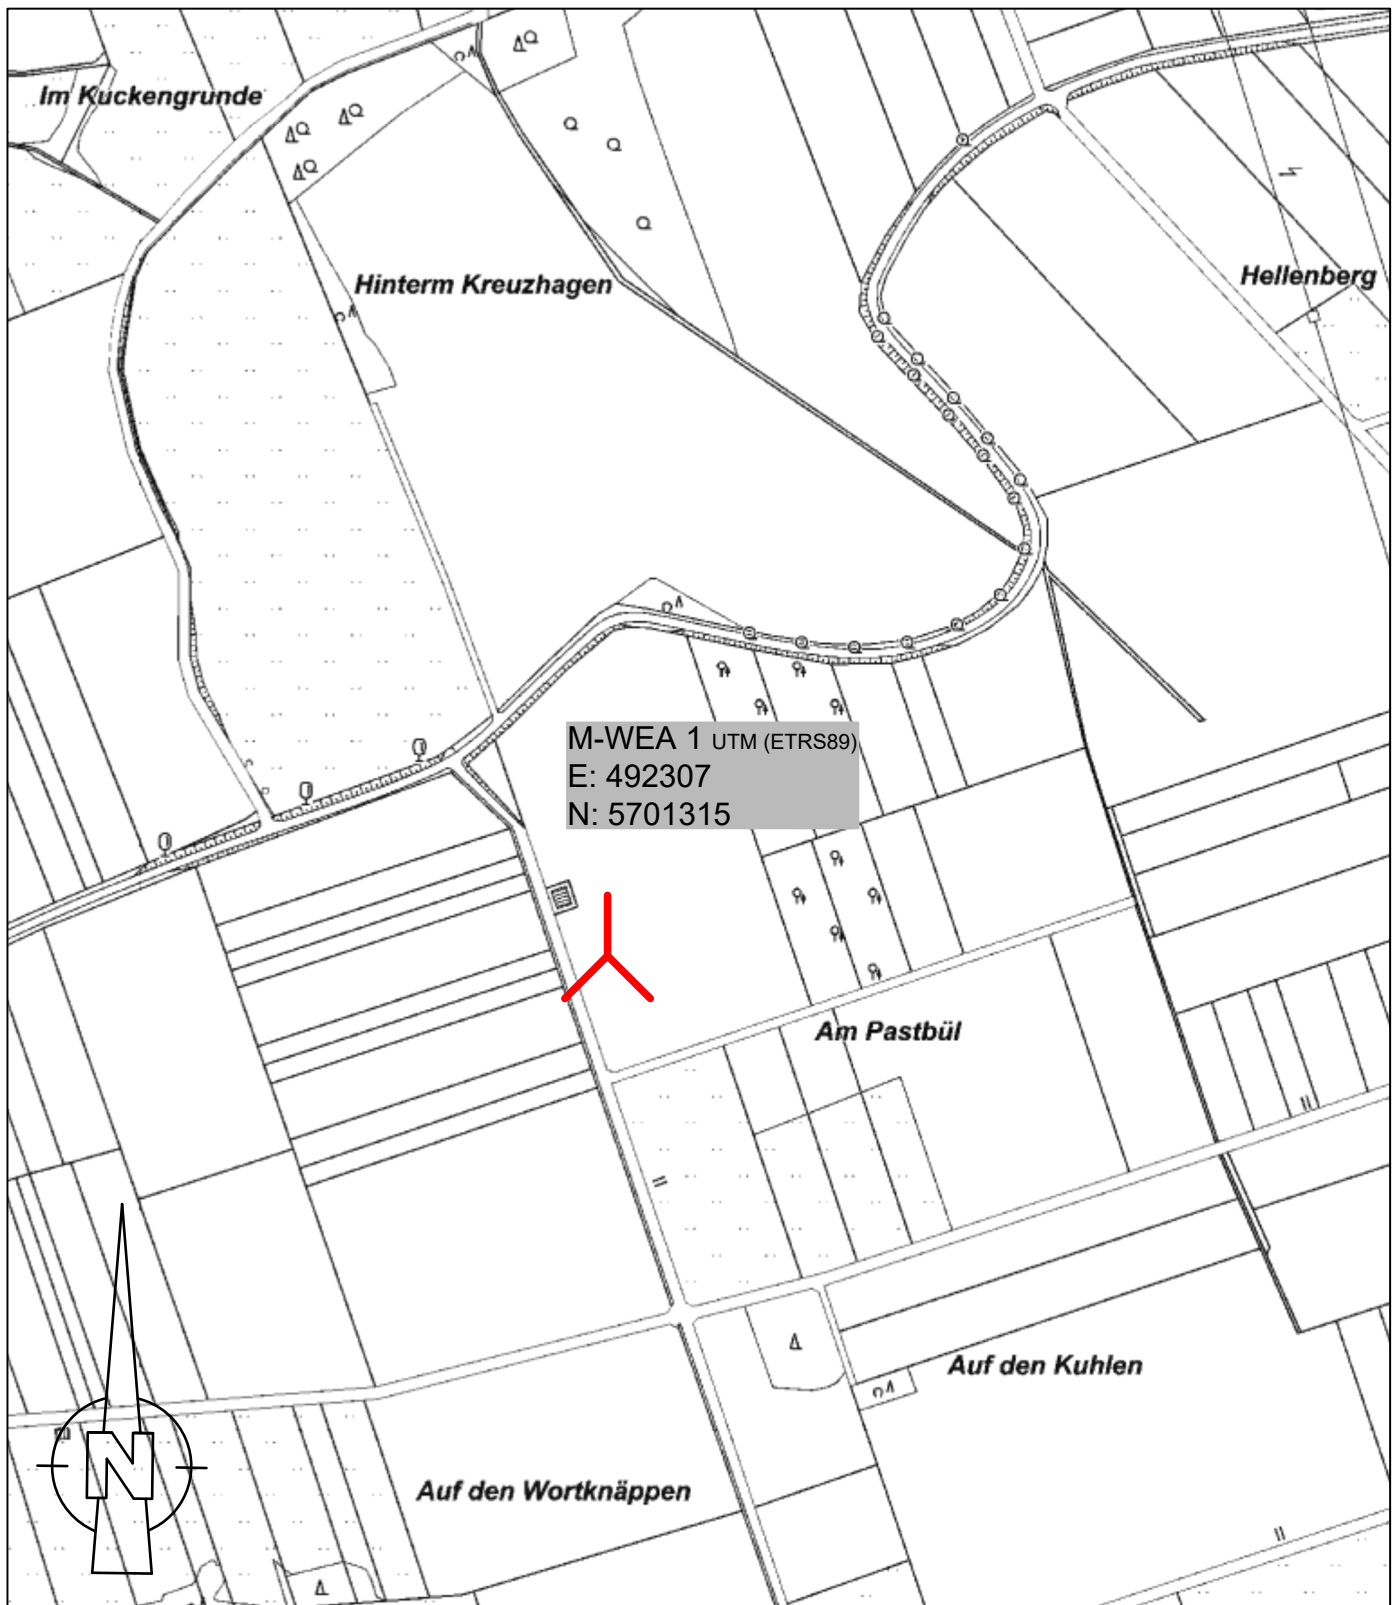 Im Kuckengrunde
Hinterm Kreuzhagen
Hellenberg
M-WEA 1 UTM (ETRS89)
E: 492307
N: 5701315
Am Pastbül
Auf den Kuhlen
Auf den Wortknäppen
N